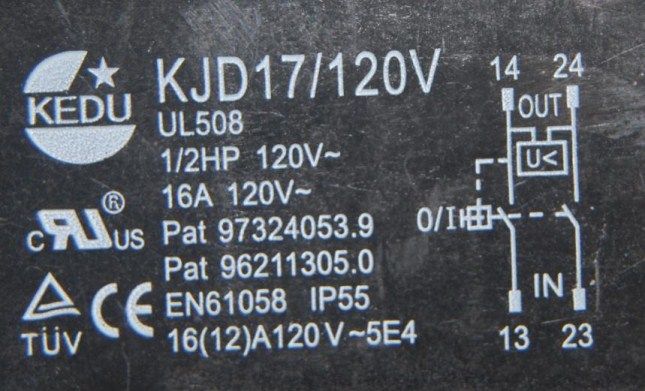 KEDU
KJD17/120V
UL508
1/2HP 120V~
16A 120V~
Pat 97324053.9
Pat 96211305.0
EN61058 IP55
16(12)A120V~5E4
c RU ® US
TÜV CE
14 24
OUT
U<
0/I
IN
13 23